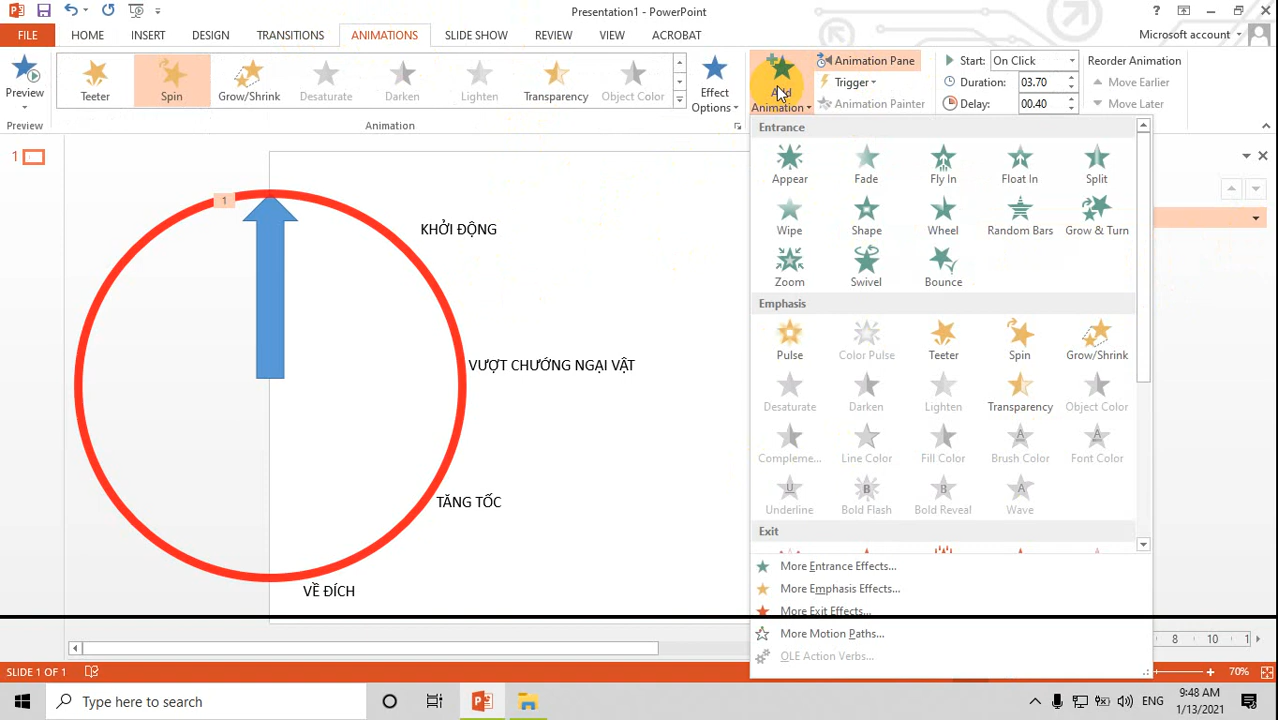 Presentation1 - PowerPoint
FILE
HOME
INSERT
DESIGN
TRANSITIONS
ANIMATIONS
SLIDE SHOW
REVIEW
VIEW
ACROBAT
Microsoft account
Preview
Teeter
Spin
Grow/Shrink
Desaturate
Darken
Lighten
Transparency
Object Color
Effect
Options
Add
Animation
Animation Pane
Trigger
Animation Painter
Start: On Click
Duration: 03.70
Delay: 00.40
Reorder Animation
Move Earlier
Move Later
Preview
Animation
Entrance
Appear
Fade
Fly In
Float In
Split
Wipe
Shape
Wheel
Random Bars
Grow & Turn
Zoom
Swivel
Bounce
Emphasis
Pulse
Color Pulse
Teeter
Spin
Grow/Shrink
Desaturate
Darken
Lighten
Transparency
Object Color
Compleme...
Line Color
Fill Color
Brush Color
Font Color
Underline
Bold Flash
Bold Reveal
Wave
Exit
More Entrance Effects...
More Emphasis Effects...
More Exit Effects...
More Motion Paths...
OLE Action Verbs...
1
1
KHỞI ĐỘNG
VƯỢT CHƯỚNG NGẠI VẬT
TĂNG TỐC
VỀ ĐÍCH
8 10 1
SLIDE 1 OF 1
70%
Type here to search
ENG
9:48 AM
1/13/2021